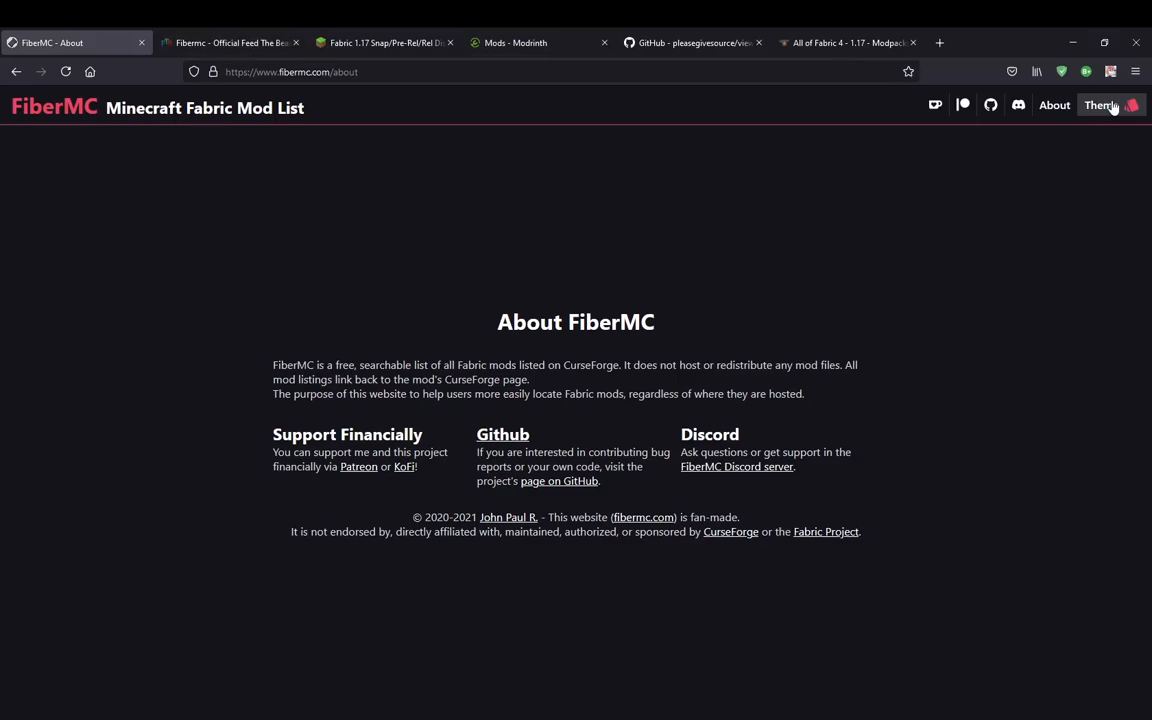 FiberMC - About
Fibermc - Official Feed The Bea
Fabric 1.17 Snap/Pre-Rel/Rel Di
Mods - Modrinth
GitHub - pleasegivesource/view
All of Fabric 4 - 1.17 - Modpack
https://www.fibermc.com/about
FiberMC Minecraft Fabric Mod List
About
Them
About FiberMC
FiberMC is a free, searchable list of all Fabric mods listed on CurseForge. It does not host or redistribute any mod files. All
mod listings link back to the mod's CurseForge page.
The purpose of this website to help users more easily locate Fabric mods, regardless of where they are hosted.
Support Financially
You can support me and this project
financially via Patreon or KoFi!
Github
If you are interested in contributing bug
reports or your own code, visit the
project's page on GitHub.
Discord
Ask questions or get support in the
FiberMC Discord server.
© 2020-2021 John Paul R. - This website (fibermc.com) is fan-made.
It is not endorsed by, directly affiliated with, maintained, authorized, or sponsored by CurseForge or the Fabric Project.